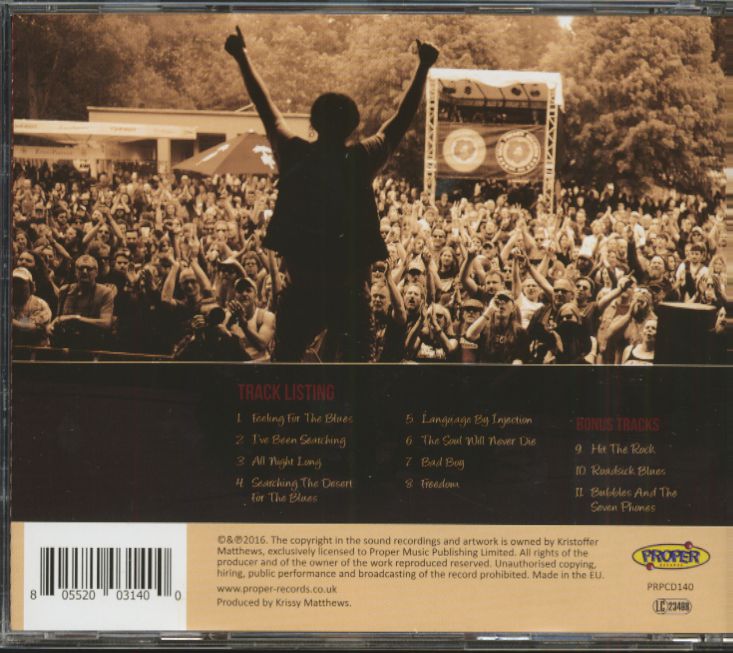 TRACK LISTING
1 Feeling For The Blues
2 I've Been Searching
3 All Night Long
4 Searching The Desert
For The Blues
5 Language By Injection
6 The Soul Will Never Die
7 Bad Boy
8 Freedom
BONUS TRACKS
9 Hit The Rock
10 Roadsick Blues
11 Bubbles And The
Seven Phones
©&℗2016. The copyright in the sound recordings and artwork is owned by Kristoffer
Matthews, exclusively licensed to Proper Music Publishing Limited. All rights of the
producer and of the owner of the work reproduced reserved. Unauthorised copying,
hiring, public performance and broadcasting of the record prohibited. Made in the EU.
www.proper-records.co.uk
Produced by Krissy Matthews.
8 05520 03140 0
PROPER
RECORDS
PRPCD140
LC 23488